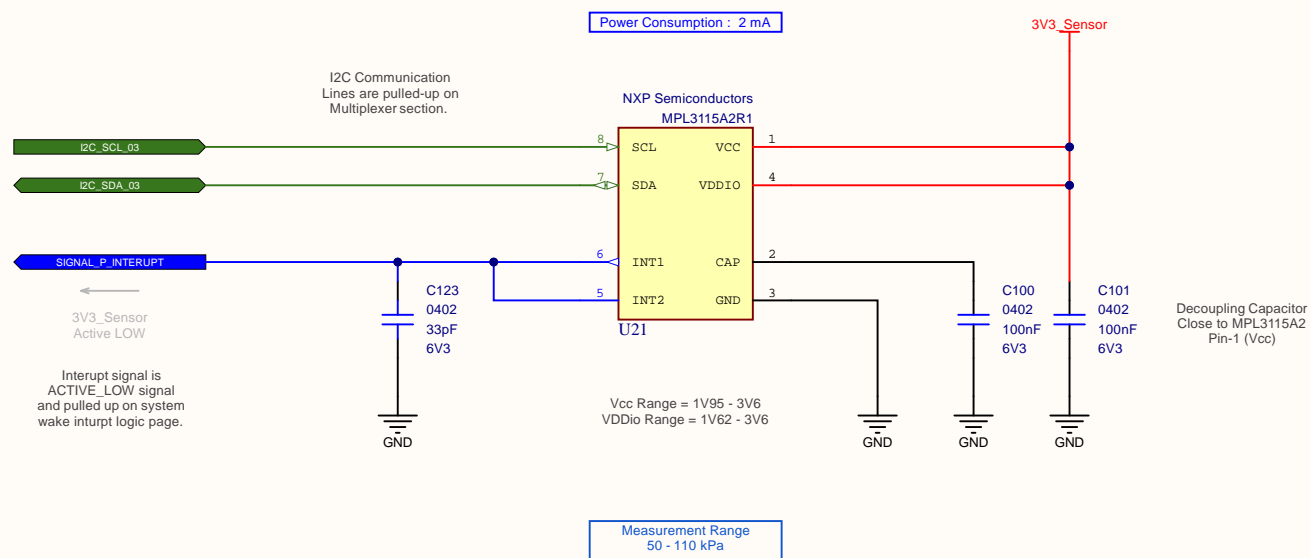 Power Consumption :  2 mA
3V3_Sensor
I2C Communication
Lines are pulled-up on
Multiplexer section.
NXP Semiconductors
MPL3115A2R1
I2C_SCL_03
8
SCL
VCC
1
I2C_SDA_03
7
SDA
VDDIO
4
SIGNAL_P_INTERUPT
6
INT1
CAP
2
5
INT2
GND
3
U21
3V3_Sensor
Active LOW
Interupt signal is
ACTIVE_LOW signal
and pulled up on system
wake inturpt logic page.
C123
0402
33pF
6V3
GND
Vcc Range = 1V95 - 3V6
VDDio Range = 1V62 - 3V6
GND
C100
0402
100nF
6V3
GND
C101
0402
100nF
6V3
GND
Decoupling Capacitor
Close to MPL3115A2
Pin-1 (Vcc)
Measurement Range
50 - 110 kPa